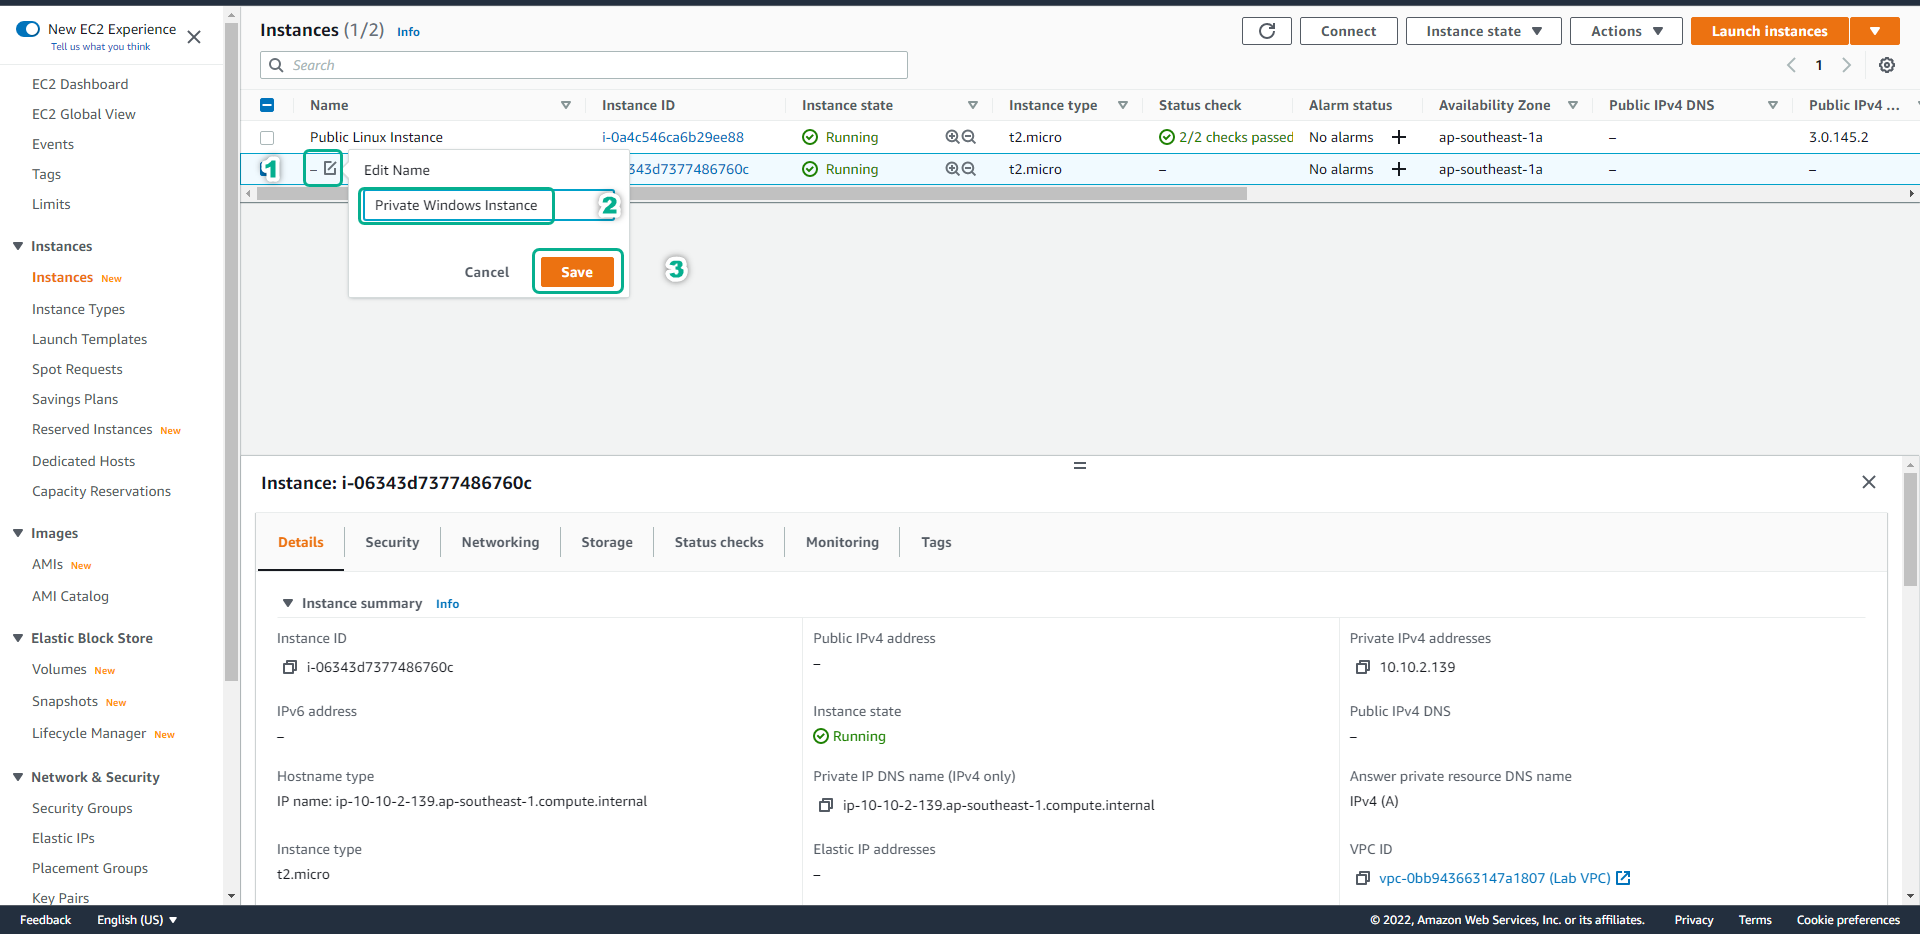 New EC2 Experience
Tell us what you think
EC2 Dashboard
EC2 Global View
Events
Tags
Limits
Instances
Instances New
Instance Types
Launch Templates
Spot Requests
Savings Plans
Reserved Instances New
Dedicated Hosts
Capacity Reservations
Images
AMIs New
AMI Catalog
Elastic Block Store
Volumes New
Snapshots New
Lifecycle Manager New
Network & Security
Security Groups
Elastic IPs
Placement Groups
Key Pairs
Instances (1/2) Info
Connect
Instance state
Actions
Launch instances
Search
1
Name Instance ID Instance state Instance type Status check Alarm status Availability Zone Public IPv4 DNS Public IPv4 ...
Public Linux Instance i-0a4c546ca6b29ee88 Running t2.micro 2/2 checks passed No alarms + ap-southeast-1a – 3.0.145.2
1 – 343d7377486760c Running t2.micro – No alarms + ap-southeast-1a – –
Edit Name
Private Windows Instance 2
Cancel Save 3
Instance: i-06343d7377486760c
Details Security Networking Storage Status checks Monitoring Tags
Instance summary Info
Instance ID
i-06343d7377486760c
Public IPv4 address
–
Private IPv4 addresses
10.10.2.139
IPv6 address
–
Instance state
Running
Public IPv4 DNS
–
Hostname type
IP name: ip-10-10-2-139.ap-southeast-1.compute.internal
Private IP DNS name (IPv4 only)
ip-10-10-2-139.ap-southeast-1.compute.internal
Answer private resource DNS name
IPv4 (A)
Instance type
t2.micro
Elastic IP addresses
–
VPC ID
vpc-0bb943663147a1807 (Lab VPC)
Feedback English (US) © 2022, Amazon Web Services, Inc. or its affiliates. Privacy Terms Cookie preferences